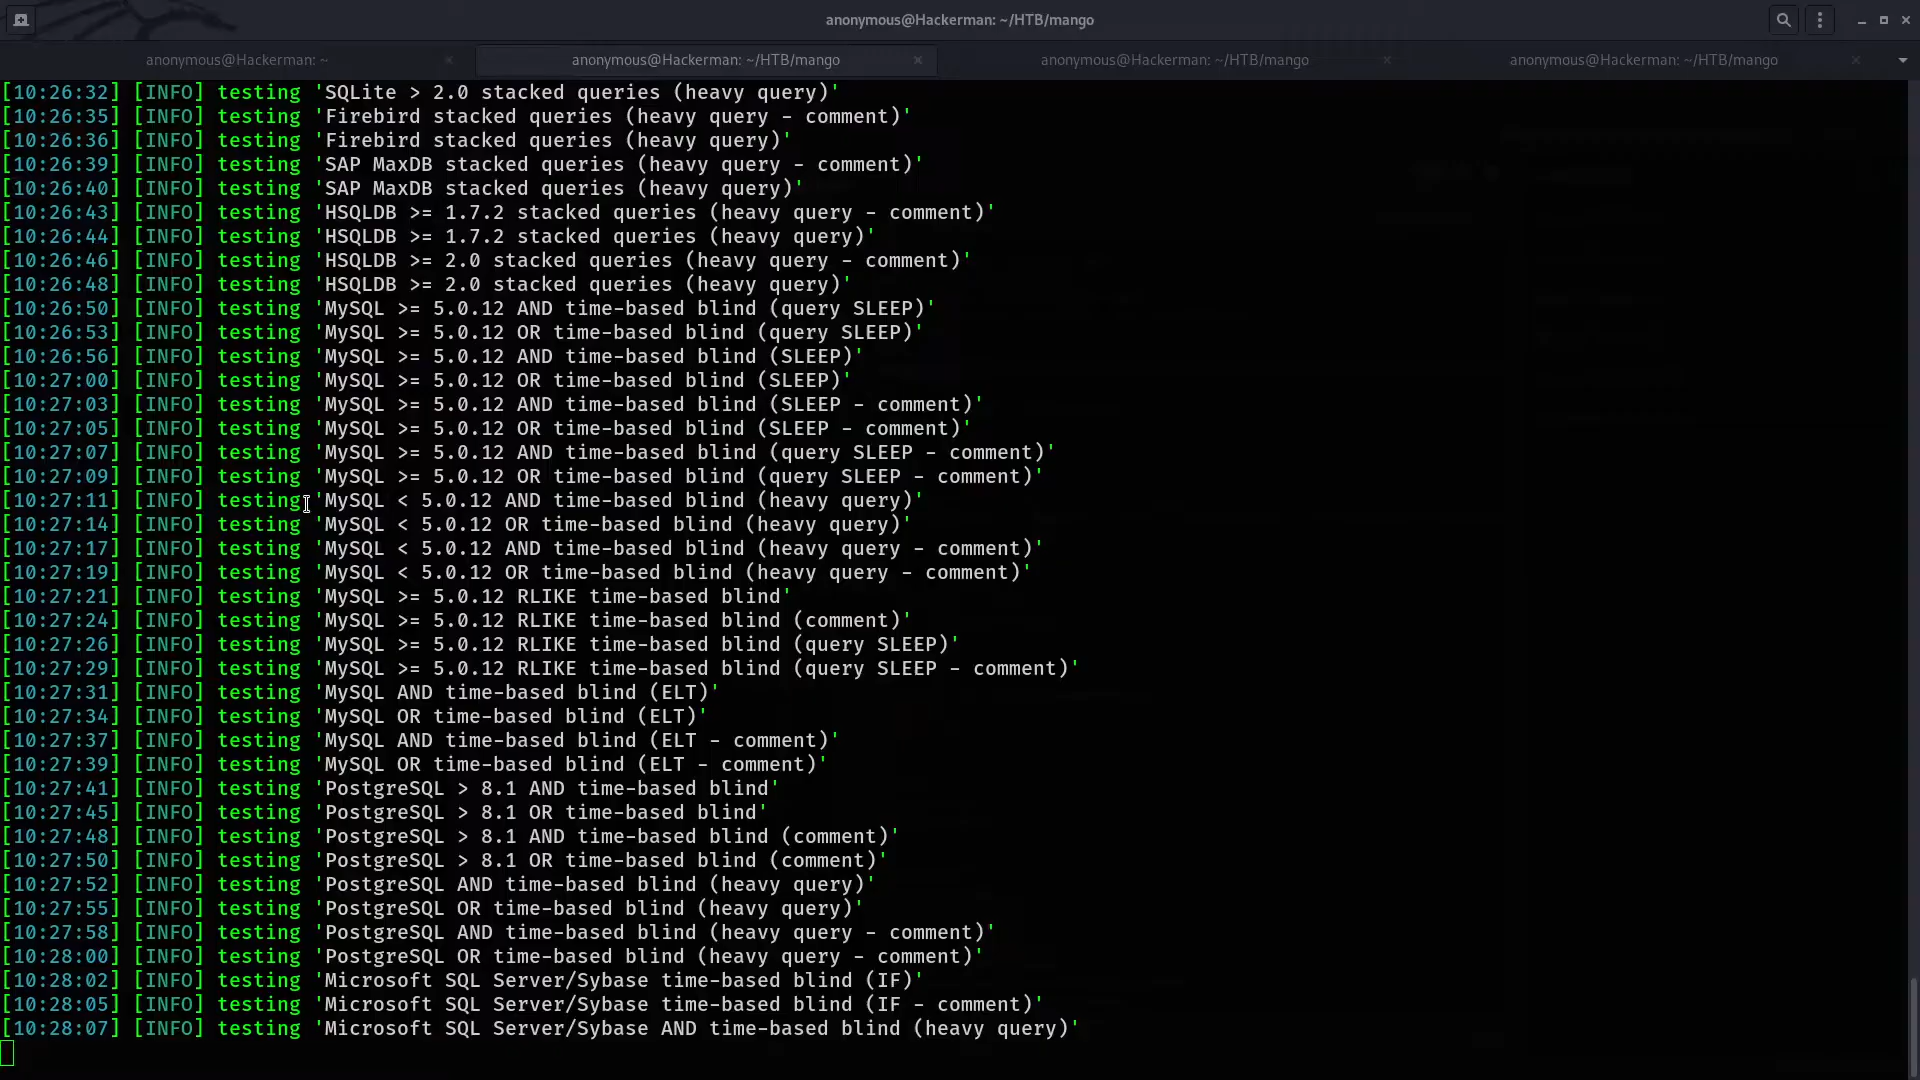 anonymous@Hackerman: ~/HTB/mango
anonymous@Hackerman: ~
anonymous@Hackerman: ~/HTB/mango
anonymous@Hackerman: ~/HTB/mango
anonymous@Hackerman: ~/HTB/mango
[10:26:32] [INFO] testing 'SQLite > 2.0 stacked queries (heavy query)'
[10:26:35] [INFO] testing 'Firebird stacked queries (heavy query - comment)'
[10:26:36] [INFO] testing 'Firebird stacked queries (heavy query)'
[10:26:39] [INFO] testing 'SAP MaxDB stacked queries (heavy query - comment)'
[10:26:40] [INFO] testing 'SAP MaxDB stacked queries (heavy query)'
[10:26:43] [INFO] testing 'HSQLDB >= 1.7.2 stacked queries (heavy query - comment)'
[10:26:44] [INFO] testing 'HSQLDB >= 1.7.2 stacked queries (heavy query)'
[10:26:46] [INFO] testing 'HSQLDB >= 2.0 stacked queries (heavy query - comment)'
[10:26:48] [INFO] testing 'HSQLDB >= 2.0 stacked queries (heavy query)'
[10:26:50] [INFO] testing 'MySQL >= 5.0.12 AND time-based blind (query SLEEP)'
[10:26:53] [INFO] testing 'MySQL >= 5.0.12 OR time-based blind (query SLEEP)'
[10:26:56] [INFO] testing 'MySQL >= 5.0.12 AND time-based blind (SLEEP)'
[10:27:00] [INFO] testing 'MySQL >= 5.0.12 OR time-based blind (SLEEP)'
[10:27:03] [INFO] testing 'MySQL >= 5.0.12 AND time-based blind (SLEEP - comment)'
[10:27:05] [INFO] testing 'MySQL >= 5.0.12 OR time-based blind (SLEEP - comment)'
[10:27:07] [INFO] testing 'MySQL >= 5.0.12 AND time-based blind (query SLEEP - comment)'
[10:27:09] [INFO] testing 'MySQL >= 5.0.12 OR time-based blind (query SLEEP - comment)'
[10:27:11] [INFO] testing 'MySQL < 5.0.12 AND time-based blind (heavy query)'
[10:27:14] [INFO] testing 'MySQL < 5.0.12 OR time-based blind (heavy query)'
[10:27:17] [INFO] testing 'MySQL < 5.0.12 AND time-based blind (heavy query - comment)'
[10:27:19] [INFO] testing 'MySQL < 5.0.12 OR time-based blind (heavy query - comment)'
[10:27:21] [INFO] testing 'MySQL >= 5.0.12 RLIKE time-based blind'
[10:27:24] [INFO] testing 'MySQL >= 5.0.12 RLIKE time-based blind (comment)'
[10:27:26] [INFO] testing 'MySQL >= 5.0.12 RLIKE time-based blind (query SLEEP)'
[10:27:29] [INFO] testing 'MySQL >= 5.0.12 RLIKE time-based blind (query SLEEP - comment)'
[10:27:31] [INFO] testing 'MySQL AND time-based blind (ELT)'
[10:27:34] [INFO] testing 'MySQL OR time-based blind (ELT)'
[10:27:37] [INFO] testing 'MySQL AND time-based blind (ELT - comment)'
[10:27:39] [INFO] testing 'MySQL OR time-based blind (ELT - comment)'
[10:27:41] [INFO] testing 'PostgreSQL > 8.1 AND time-based blind'
[10:27:45] [INFO] testing 'PostgreSQL > 8.1 OR time-based blind'
[10:27:48] [INFO] testing 'PostgreSQL > 8.1 AND time-based blind (comment)'
[10:27:50] [INFO] testing 'PostgreSQL > 8.1 OR time-based blind (comment)'
[10:27:52] [INFO] testing 'PostgreSQL AND time-based blind (heavy query)'
[10:27:55] [INFO] testing 'PostgreSQL OR time-based blind (heavy query)'
[10:27:58] [INFO] testing 'PostgreSQL AND time-based blind (heavy query - comment)'
[10:28:00] [INFO] testing 'PostgreSQL OR time-based blind (heavy query - comment)'
[10:28:02] [INFO] testing 'Microsoft SQL Server/Sybase time-based blind (IF)'
[10:28:05] [INFO] testing 'Microsoft SQL Server/Sybase time-based blind (IF - comment)'
[10:28:07] [INFO] testing 'Microsoft SQL Server/Sybase AND time-based blind (heavy query)'